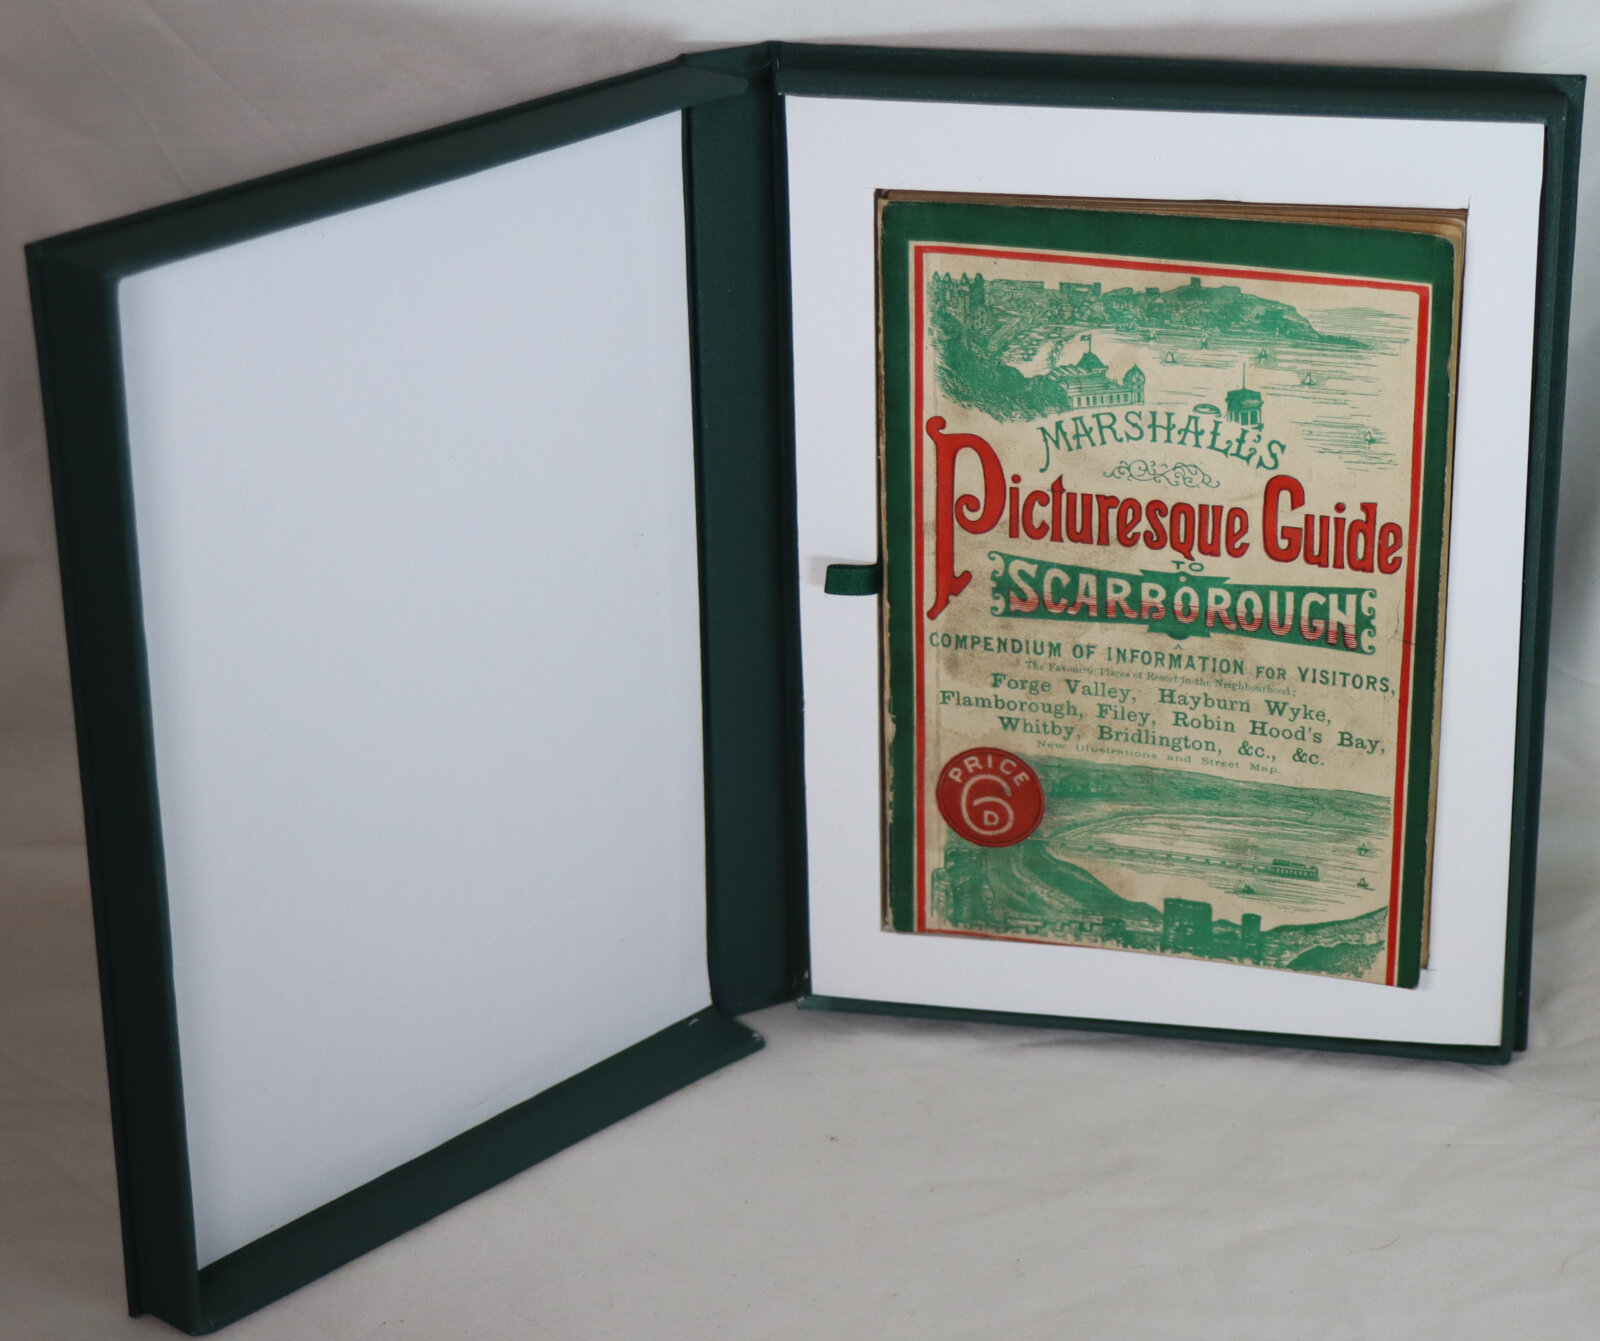 MARSHALL'S
Picturesque Guide
TO
SCARBOROUGH
COMPENDIUM OF INFORMATION FOR VISITORS,
The Favourite Places of Resort in the Neighbourhood;
Forge Valley, Hayburn Wyke,
Flamborough, Filey, Robin Hood's Bay,
Whitby, Bridlington, &c., &c.
New Illustrations and Street Map.
PRICE
6
D